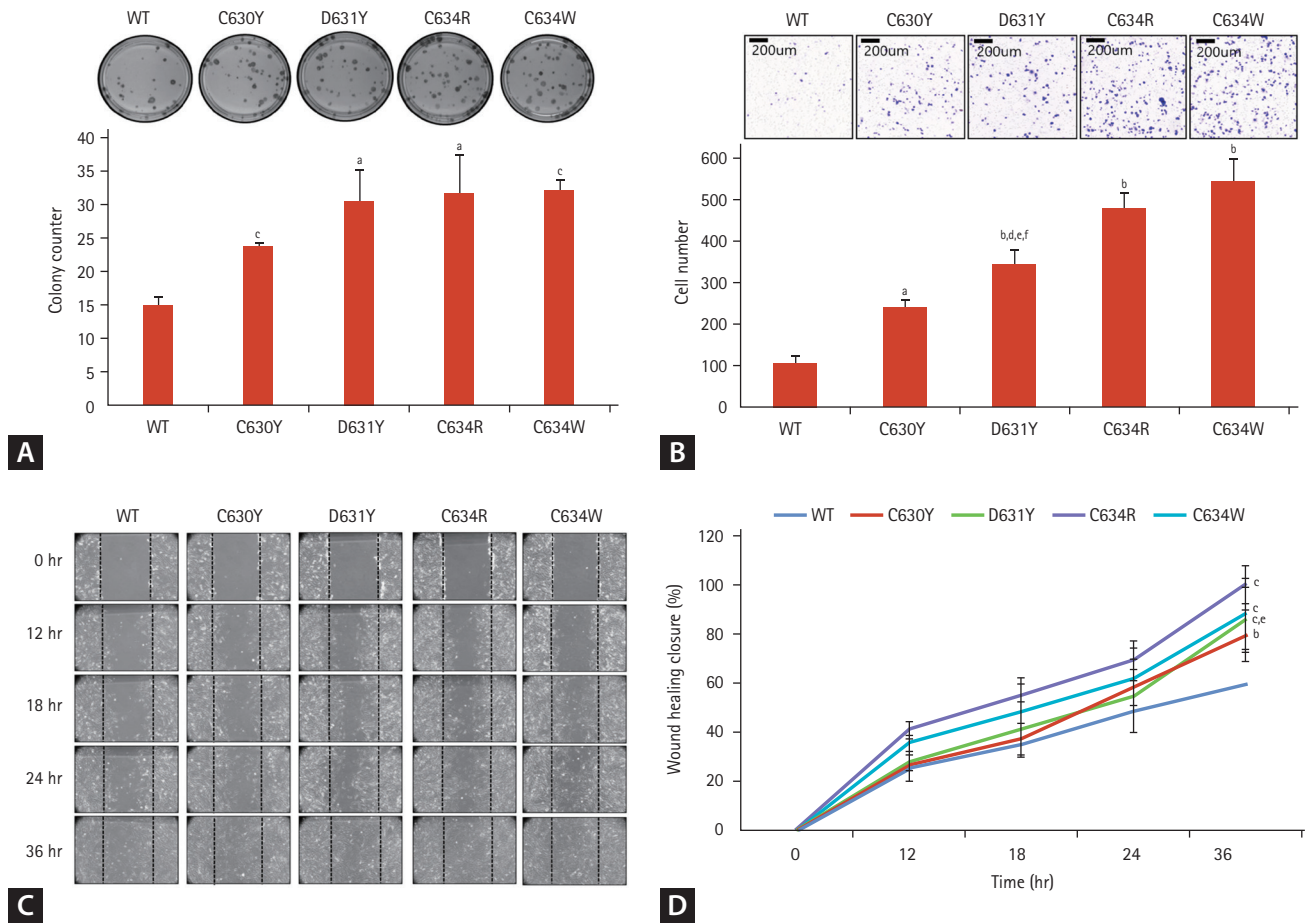 WT C630Y D631Y C634R C634W
40
35
30
25
20
15
10
5
0
Colony counter
c
a
a
c
WT C630Y D631Y C634R C634W
A
WT C630Y D631Y C634R C634W
200um 200um 200um 200um 200um
600
500
400
300
200
100
0
Cell number
a
b,d,e,f
b
b
WT C630Y D631Y C634R C634W
B
WT C630Y D631Y C634R C634W
0 hr
12 hr
18 hr
24 hr
36 hr
C
WT C630Y D631Y C634R C634W
120
100
80
60
40
20
0
Wound healing closure (%)
c
c
c,e
b
0 12 18 24 36
Time (hr)
D